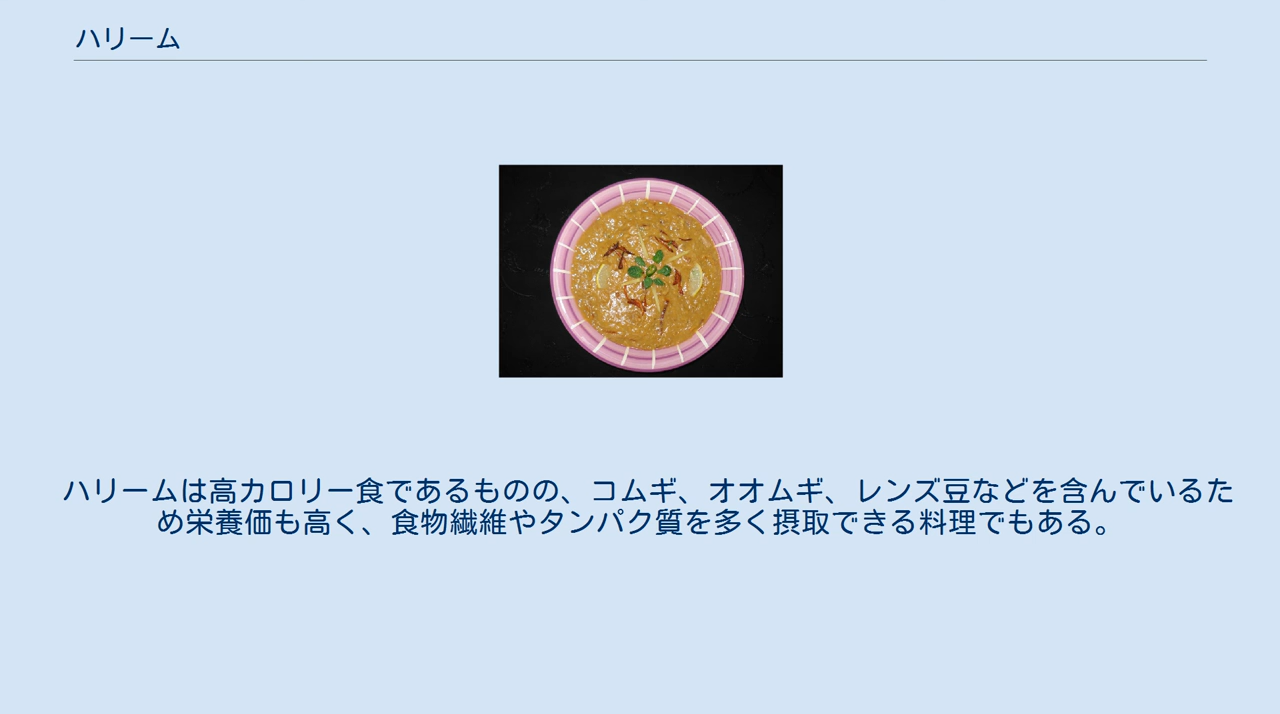 ハリーム
ハリームは高カロリー食であるものの、コムギ、オオムギ、レンズ豆などを含んでいるた
め栄養価も高く、食物繊維やタンパク質を多く摂取できる料理でもある。